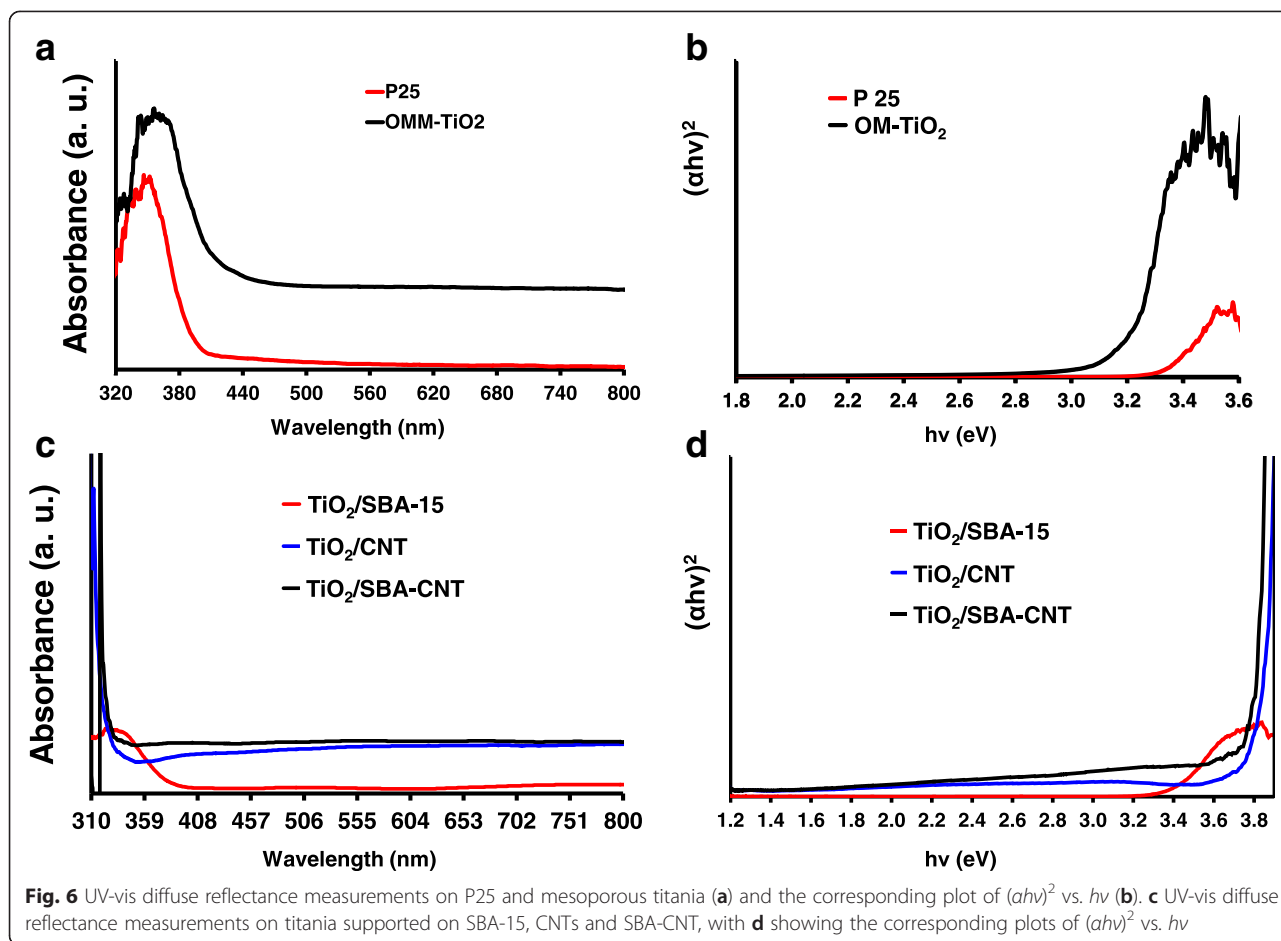 a
Absorbance (a. u.)
P25
OMM-TiO2
320 380 440 500 560 620 680 740 800
Wavelength (nm)
b
(αhν)²
P 25
OM-TiO₂
1.8 2.0 2.2 2.4 2.6 2.8 3.0 3.2 3.4 3.6
hν (eV)
c
Absorbance (a. u.)
TiO₂/SBA-15
TiO₂/CNT
TiO₂/SBA-CNT
310 359 408 457 506 555 604 653 702 751 800
Wavelength (nm)
d
(αhν)²
TiO₂/SBA-15
TiO₂/CNT
TiO₂/SBA-CNT
1.2 1.4 1.6 1.8 2.0 2.2 2.4 2.6 2.8 3.0 3.2 3.4 3.6 3.8
hν (eV)
Fig. 6 UV-vis diffuse reflectance measurements on P25 and mesoporous titania (a) and the corresponding plot of (αhv)² vs. hv (b). c UV-vis diffuse
reflectance measurements on titania supported on SBA-15, CNTs and SBA-CNT, with d showing the corresponding plots of (αhv)² vs. hv